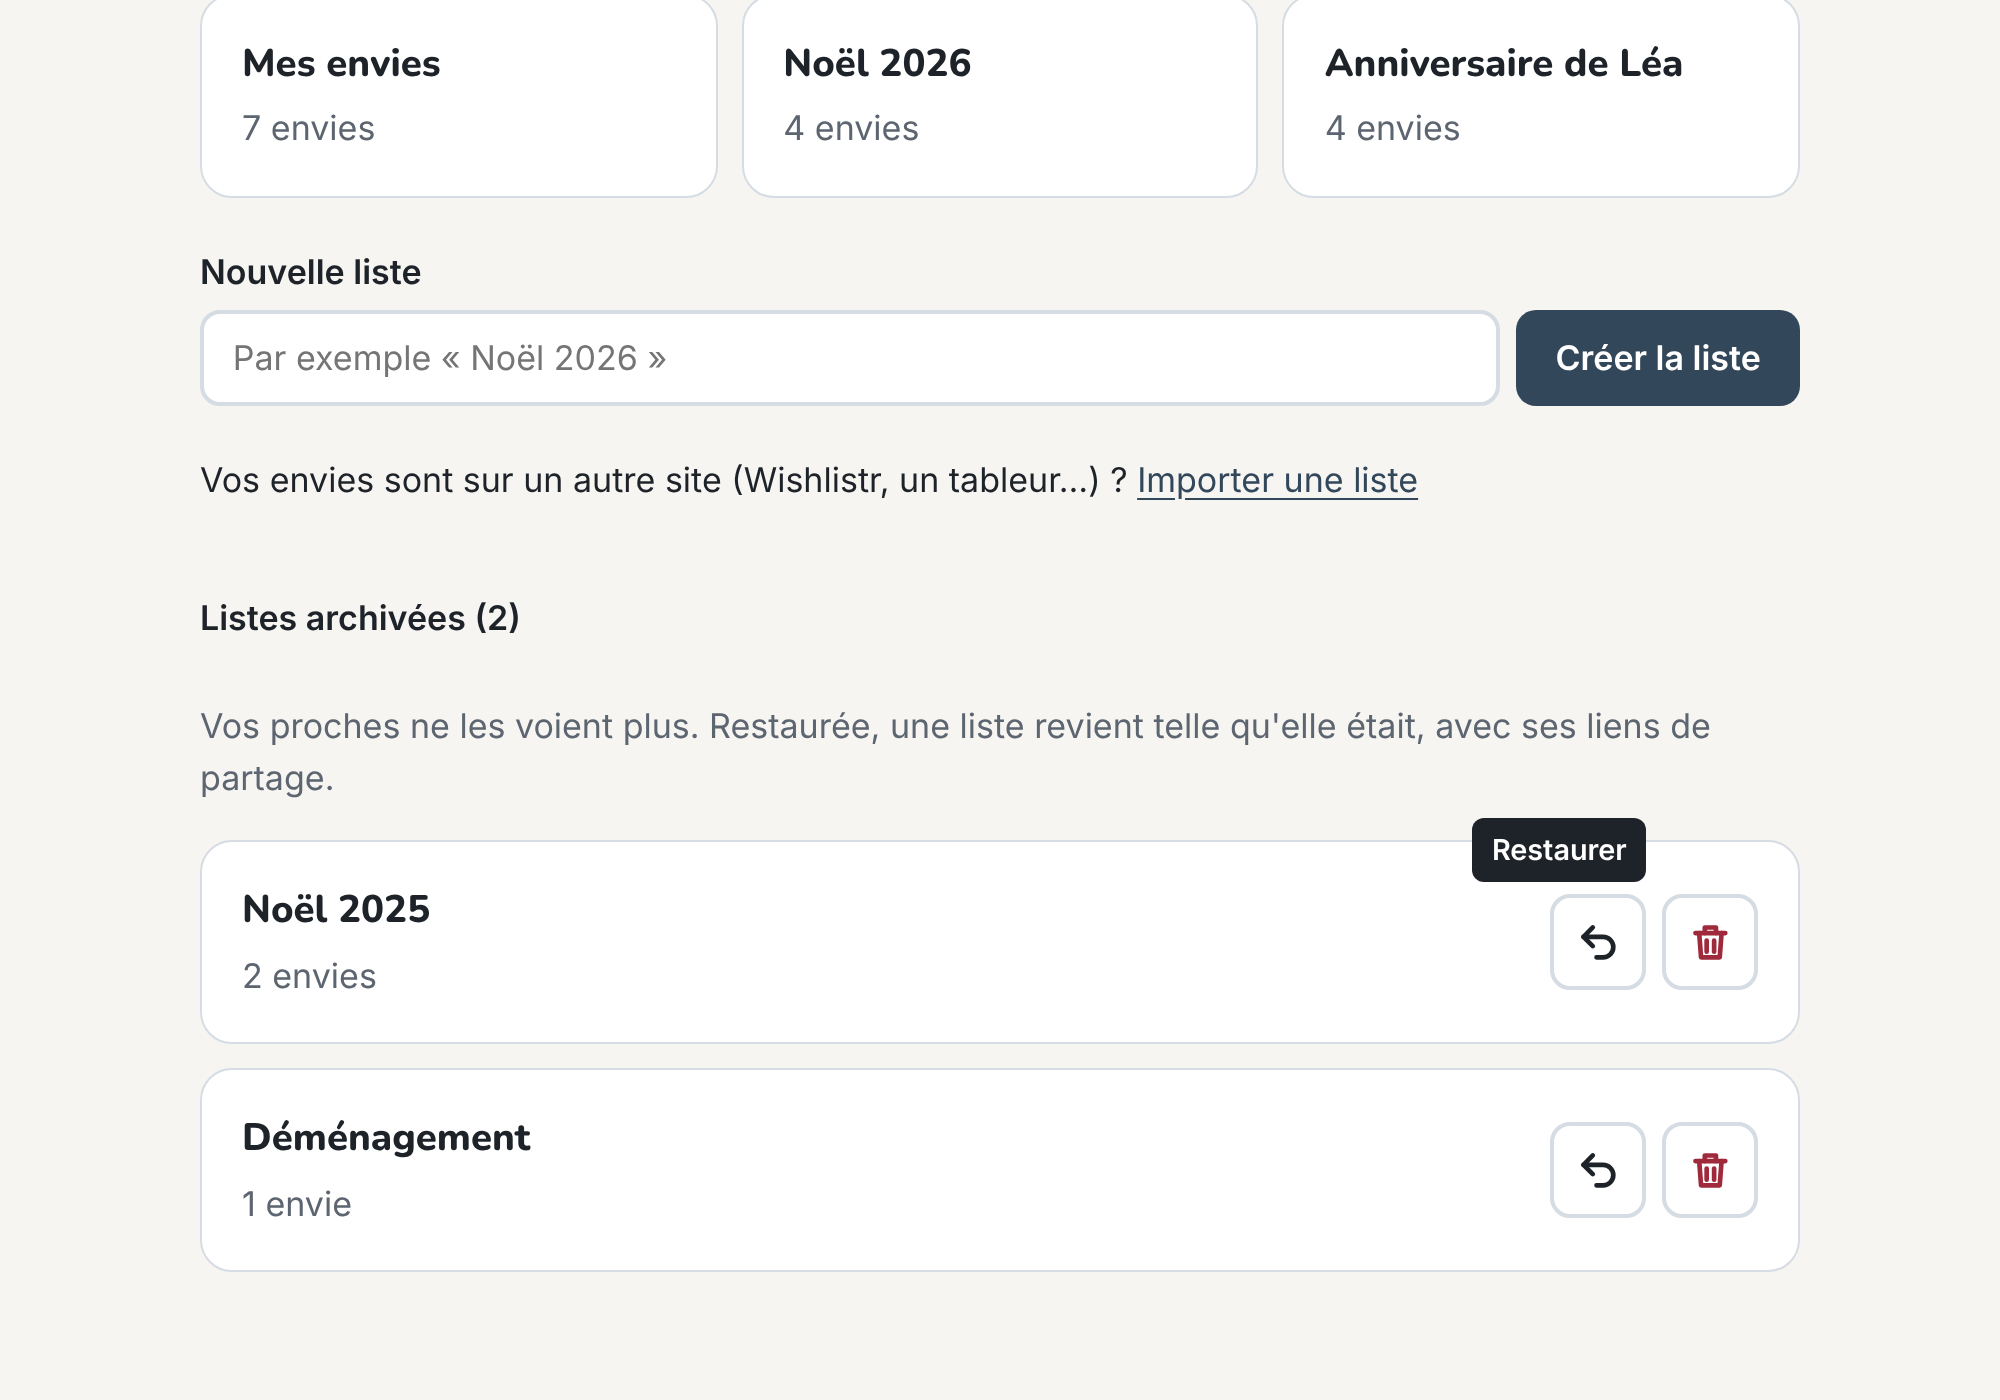 Mes envies
7 envies
Noël 2026
4 envies
Anniversaire de Léa
4 envies
Nouvelle liste
Par exemple « Noël 2026 »
Créer la liste
Vos envies sont sur un autre site (Wishlistr, un tableur…) ? Importer une liste
Listes archivées (2)
Vos proches ne les voient plus. Restaurée, une liste revient telle qu'elle était, avec ses liens de
partage.
Restaurer
Noël 2025
2 envies
Déménagement
1 envie